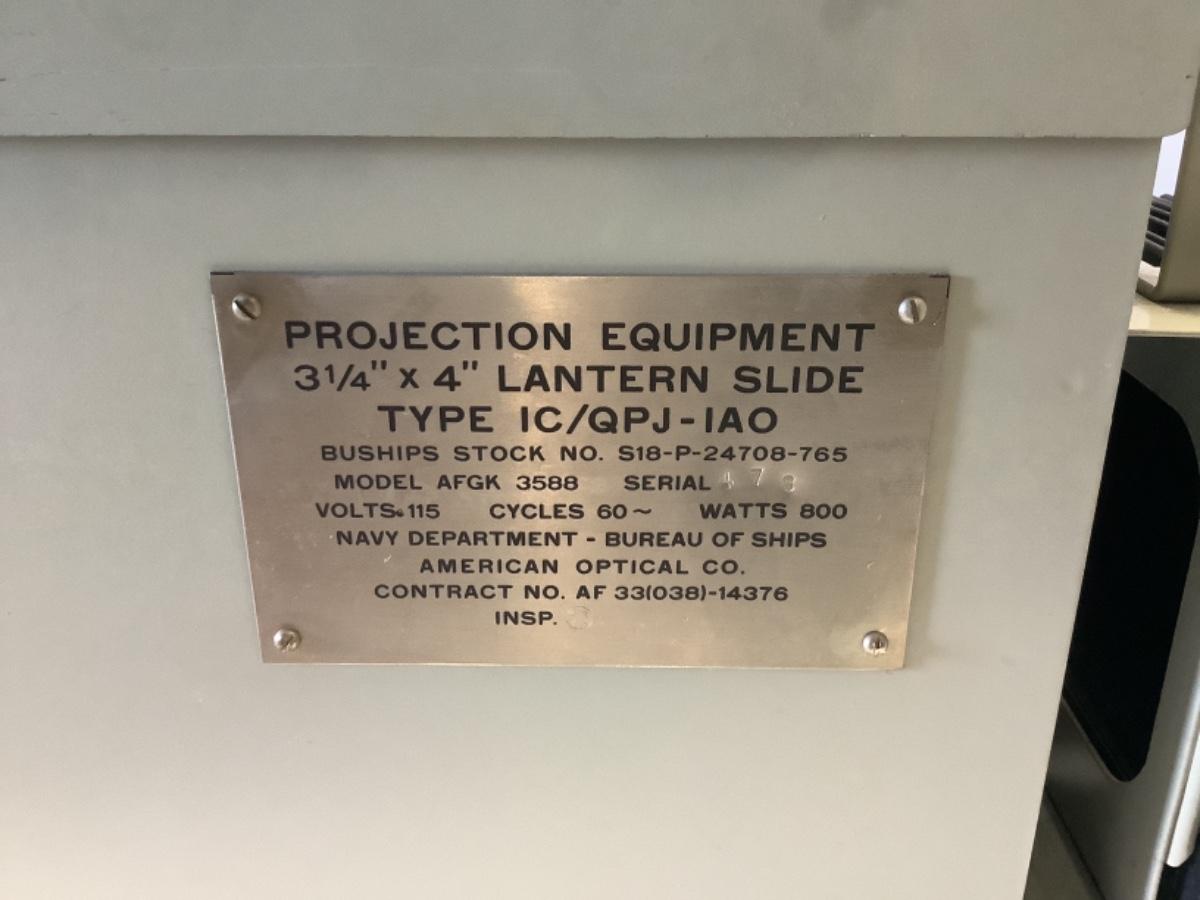 PROJECTION EQUIPMENT
3 1/4" x 4" LANTERN SLIDE
TYPE IC/QPJ-IAO
BUSHIPS STOCK NO. S18-P-24708-765
MODEL AFGK 3588 SERIAL
VOLTS. 115 CYCLES 60~ WATTS 800
NAVY DEPARTMENT - BUREAU OF SHIPS
AMERICAN OPTICAL CO.
CONTRACT NO. AF 33(038)-14376
INSP.